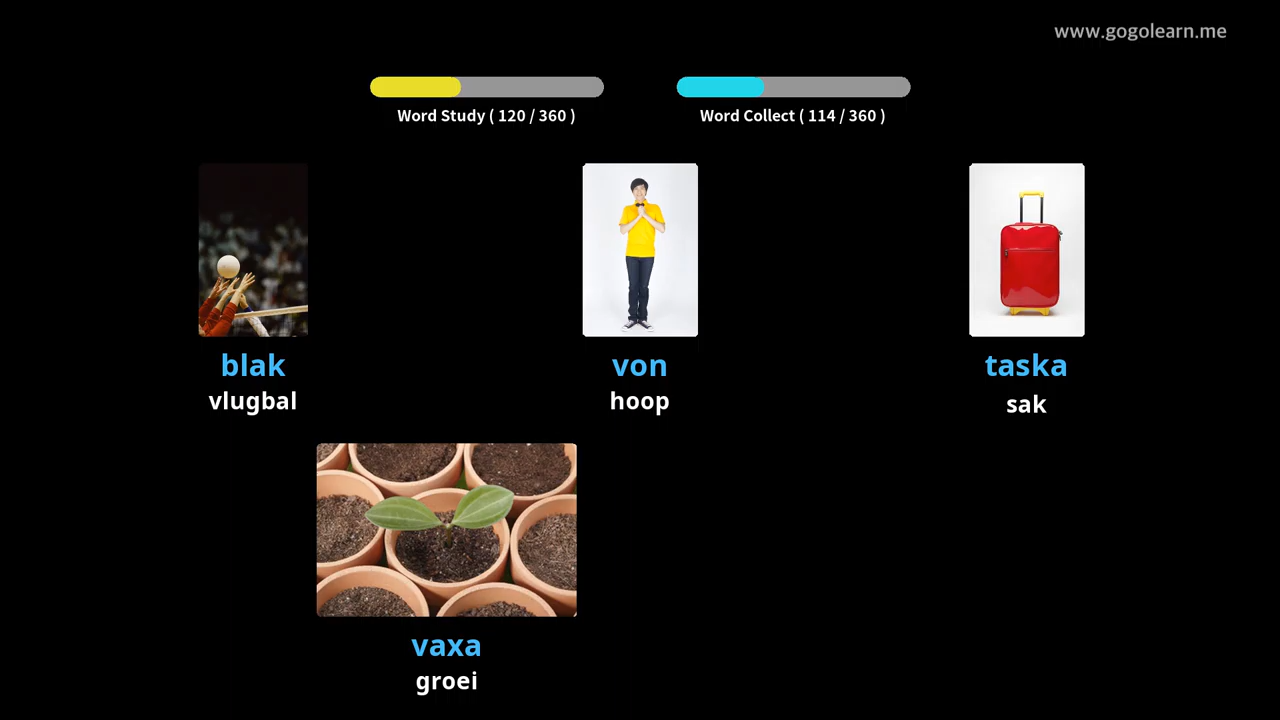 www.gogolearn.me
Word Study ( 120 / 360 )
Word Collect ( 114 / 360 )
blak
vlugbal
von
hoop
taska
sak
vaxa
groei